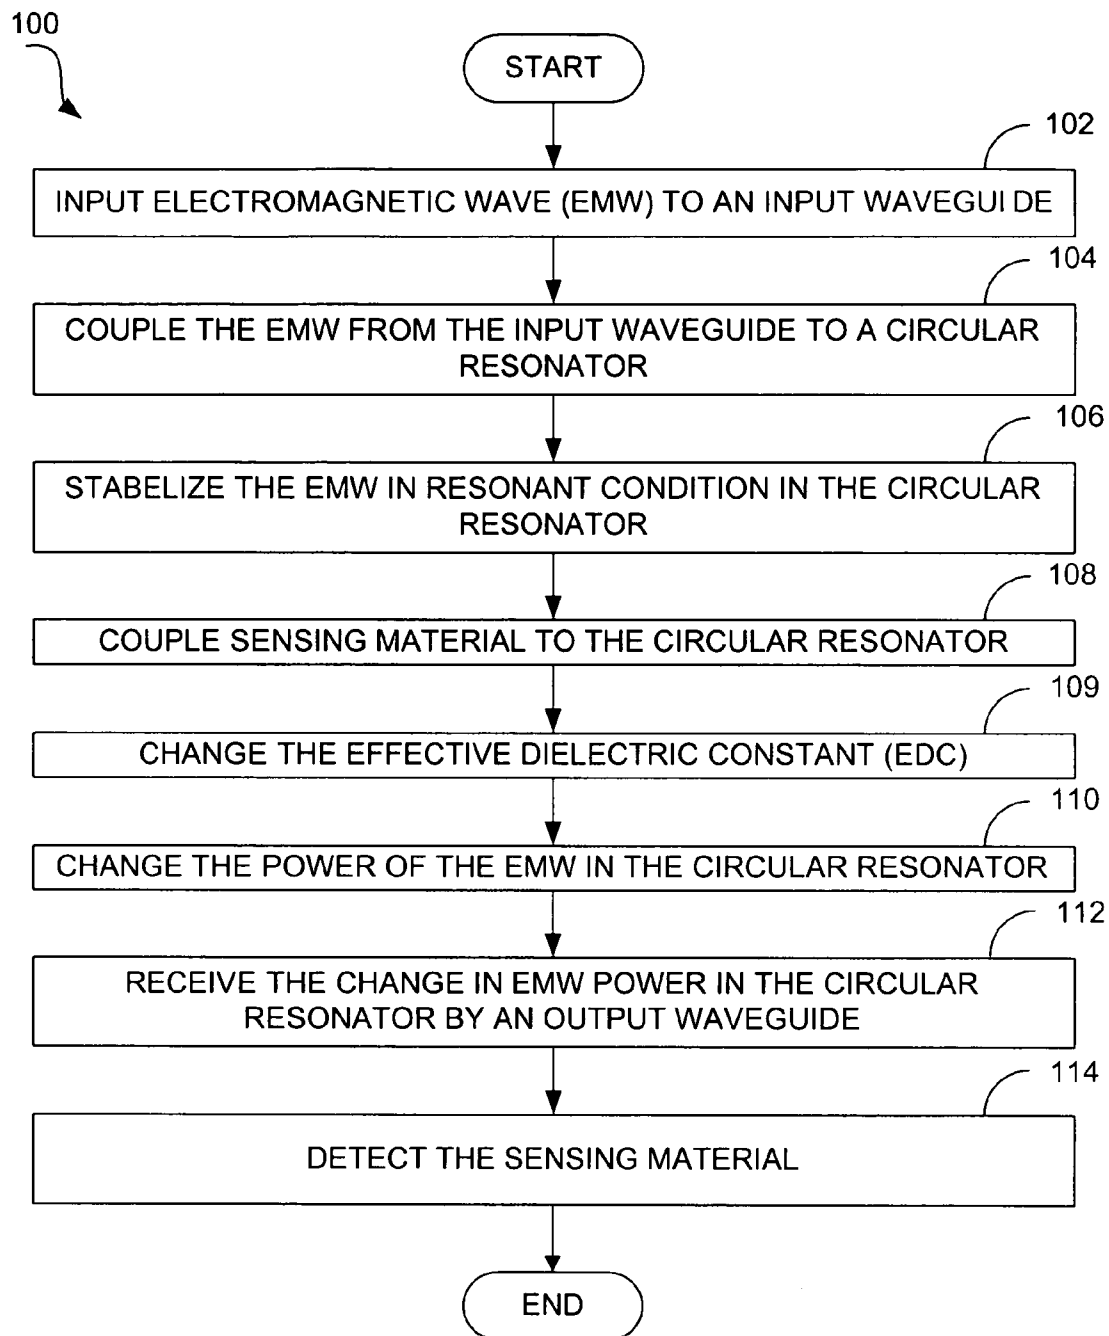 100
START
102
INPUT ELECTROMAGNETIC WAVE (EMW) TO AN INPUT WAVEGUIDE
104
COUPLE THE EMW FROM THE INPUT WAVEGUIDE TO A CIRCULAR
RESONATOR
106
STABELIZE THE EMW IN RESONANT CONDITION IN THE CIRCULAR
RESONATOR
108
COUPLE SENSING MATERIAL TO THE CIRCULAR RESONATOR
109
CHANGE THE EFFECTIVE DIELECTRIC CONSTANT (EDC)
110
CHANGE THE POWER OF THE EMW IN THE CIRCULAR RESONATOR
112
RECEIVE THE CHANGE IN EMW POWER IN THE CIRCULAR
RESONATOR BY AN OUTPUT WAVEGUIDE
114
DETECT THE SENSING MATERIAL
END